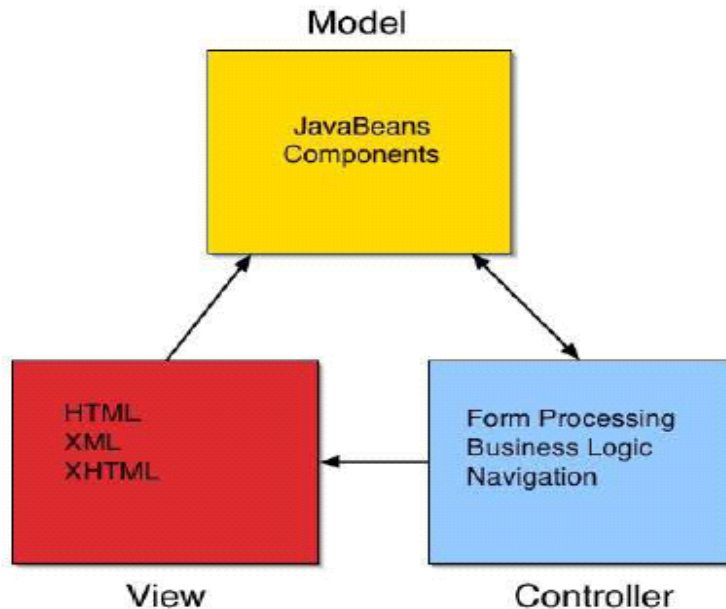 Model
JavaBeans
Components
HTML
XML
XHTML
Form Processing
Business Logic
Navigation
View
Controller